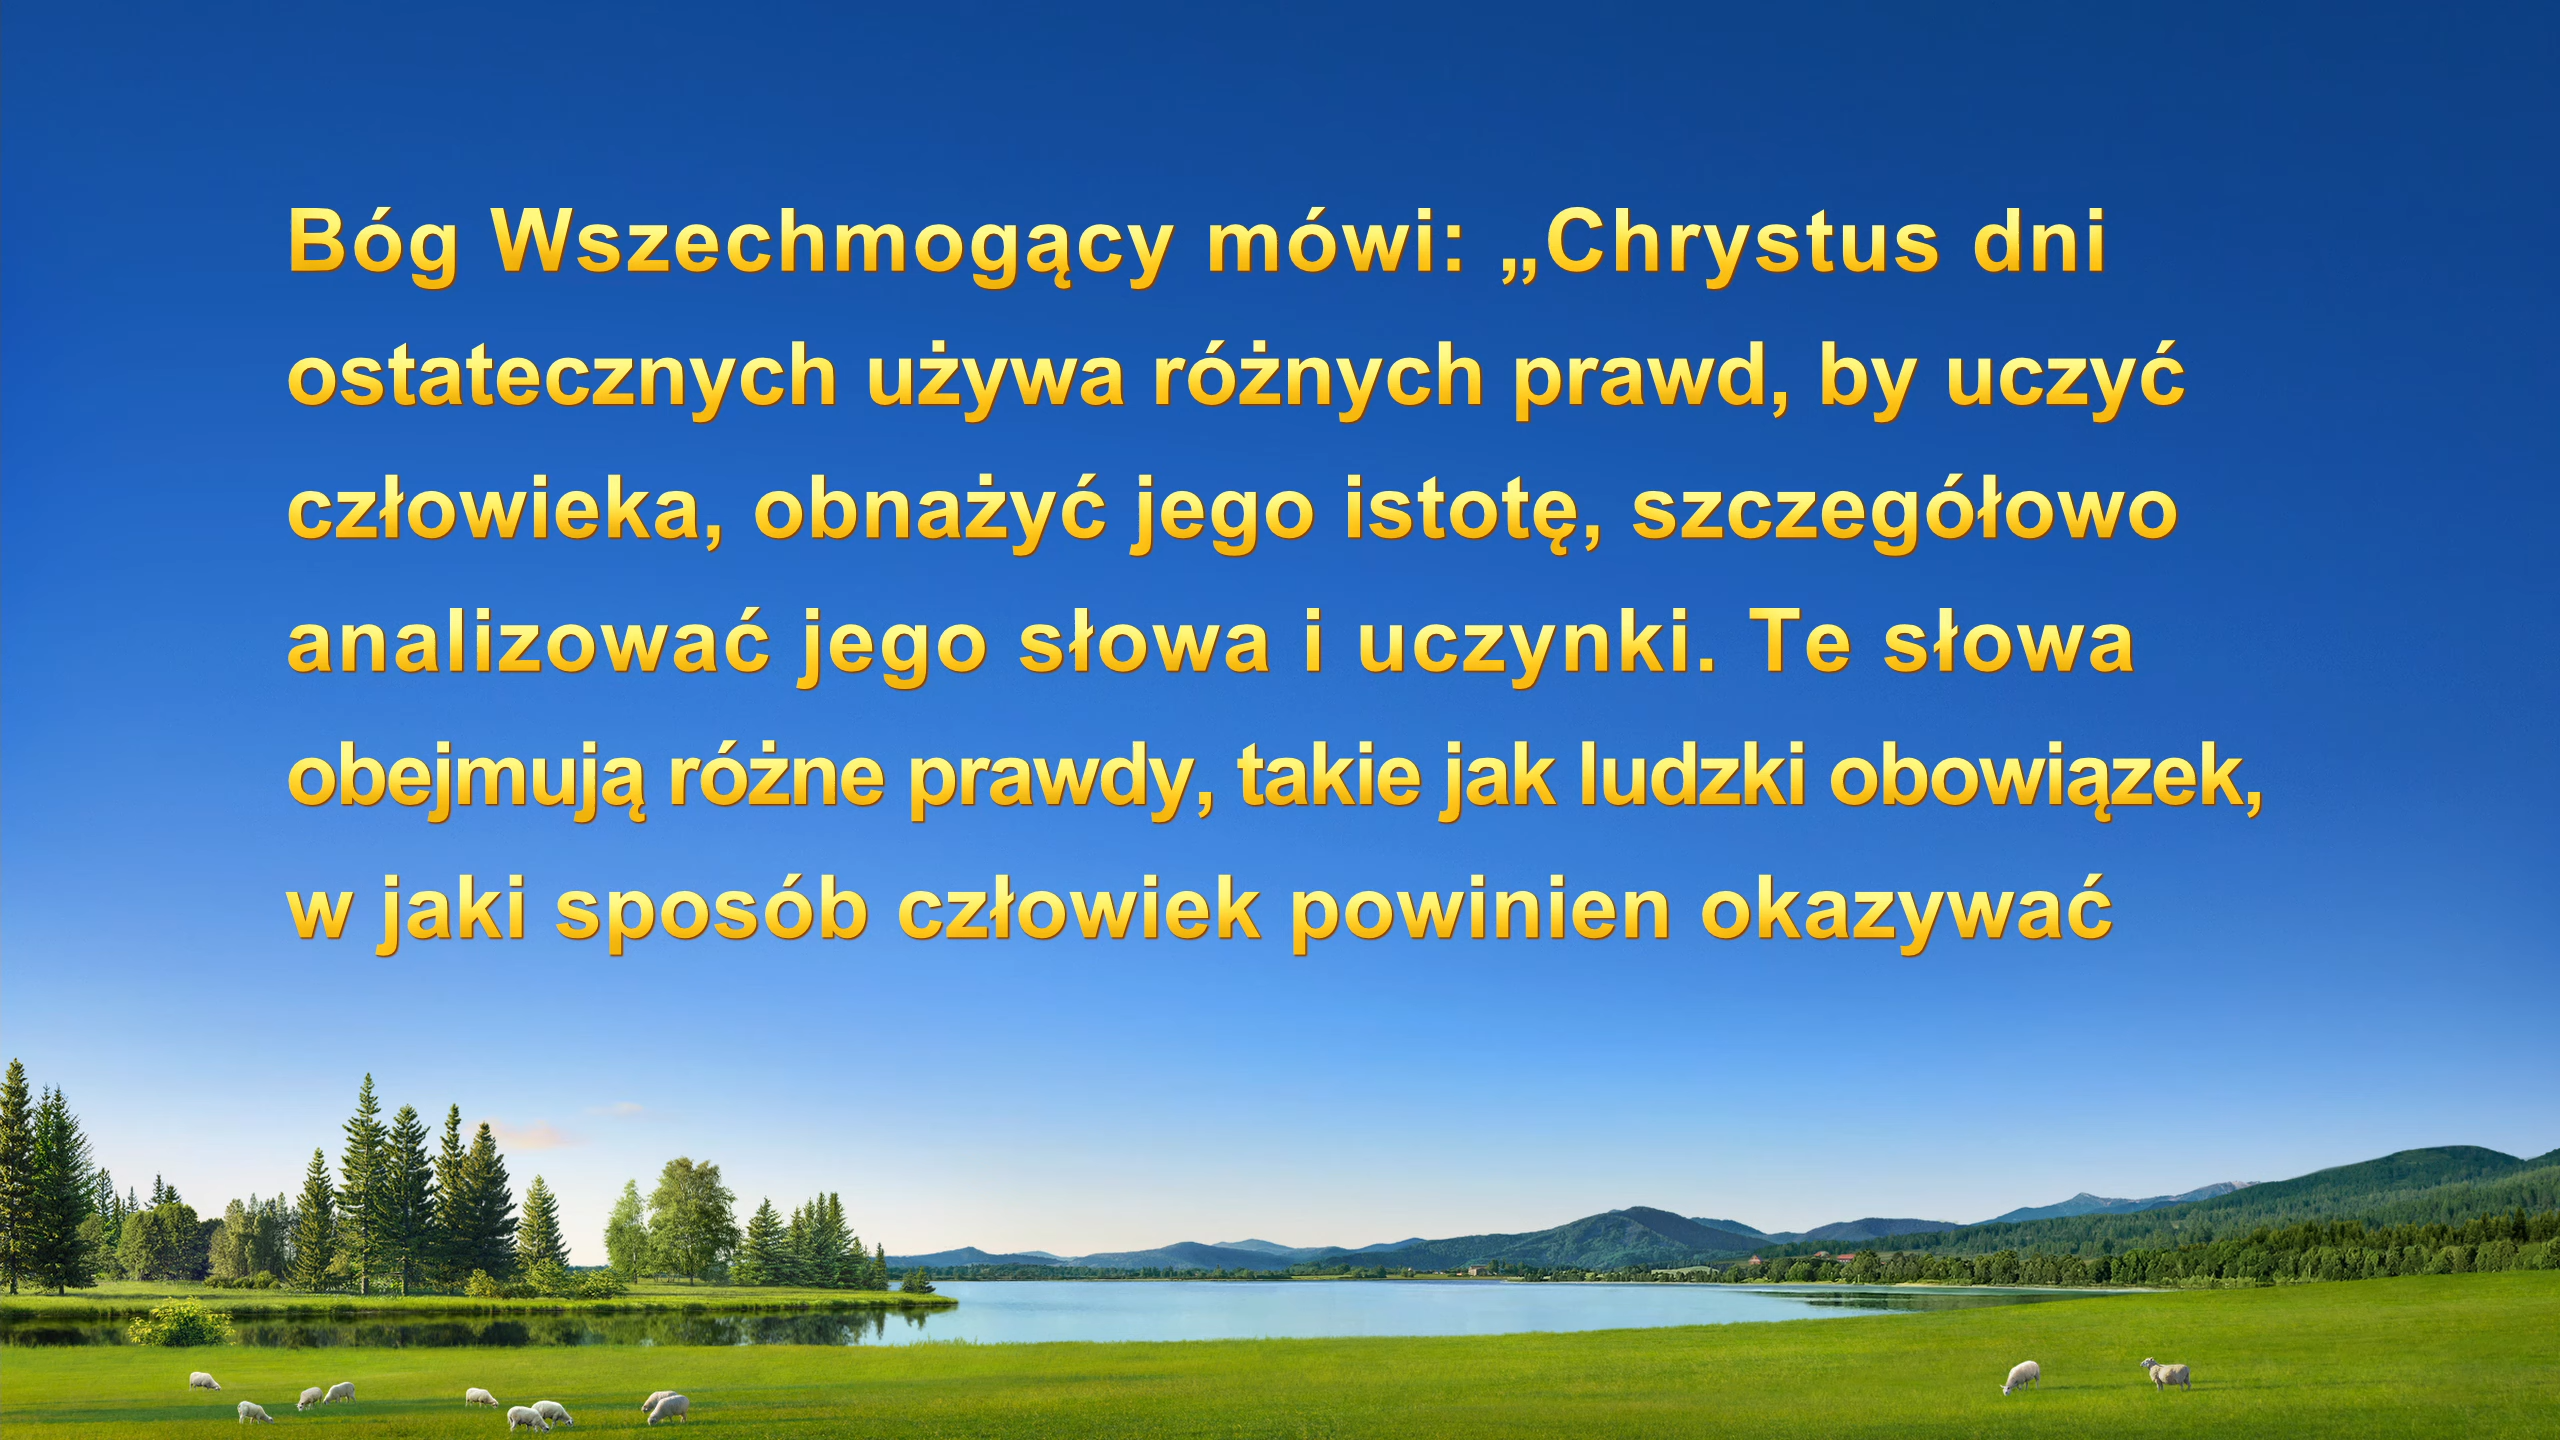 Bóg Wszechmogący mówi: „Chrystus dni
ostatecznych używa różnych prawd, by uczyć
człowieka, obnażyć jego istotę, szczegółowo
analizować jego słowa i uczynki. Te słowa
obejmują różne prawdy, takie jak ludzki obowiązek,
w jaki sposób człowiek powinien okazywać